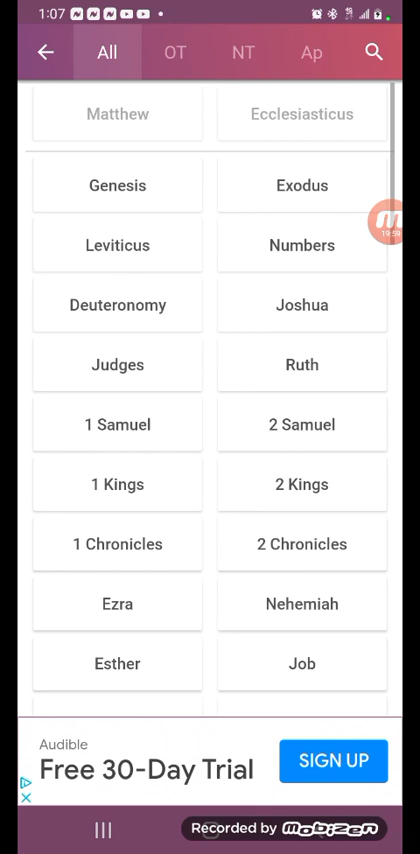 1:07
All OT NT Ap
Matthew Ecclesiasticus
Genesis Exodus
19:59
Leviticus Numbers
Deuteronomy Joshua
Judges Ruth
1 Samuel 2 Samuel
1 Kings 2 Kings
1 Chronicles 2 Chronicles
Ezra Nehemiah
Esther Job
Audible
Free 30-Day Trial SIGN UP
Recorded by mobizen